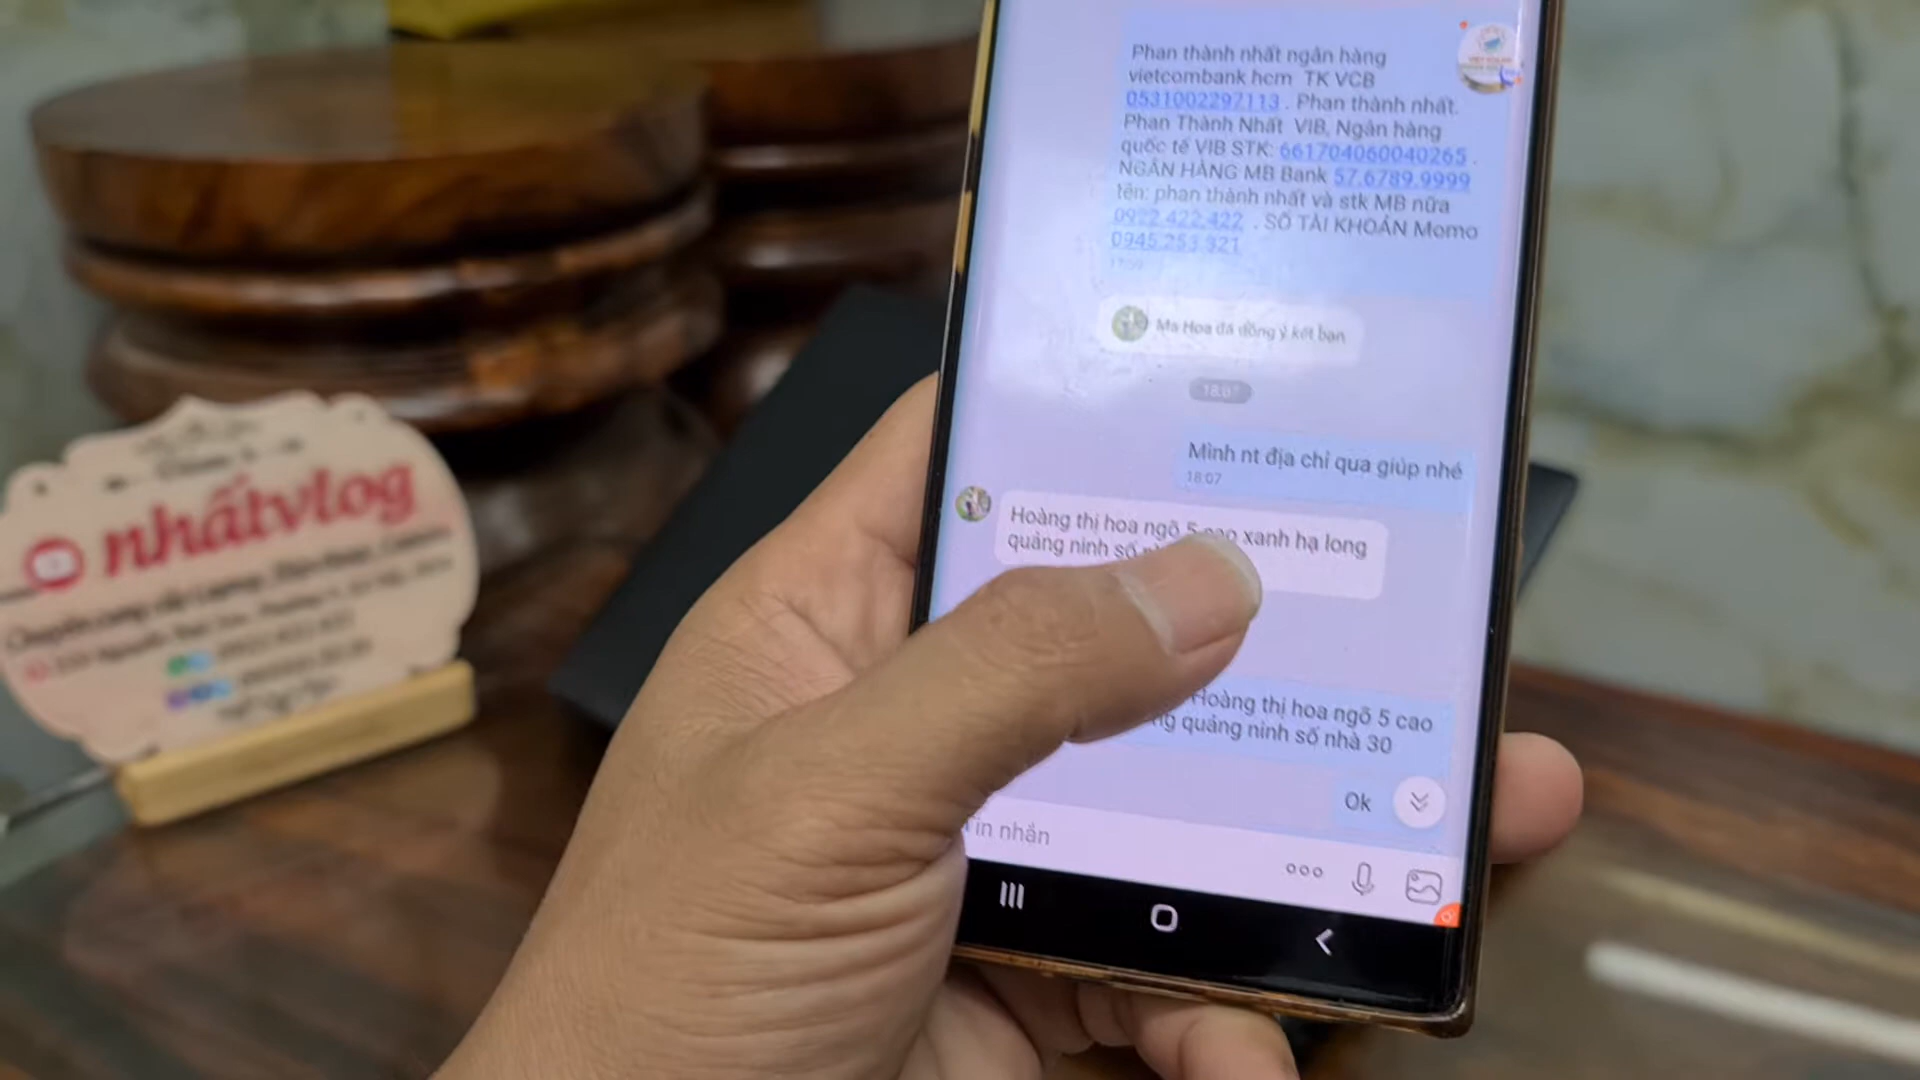 Phan thành nhất ngân hàng
vietcombank hcm TK VCB
0531002297113 . Phan thành nhất.
Phan Thành Nhất VIB, Ngân hàng
quốc tế VIB STK: 661704060040265 .
NGÂN HÀNG MB Bank 57.6789.9999
tên: phan thành nhất và stk MB nữa
0922.422.422 . SỐ TÀI KHOẢN Momo
0945.253.321
Ma Hoa đã đồng ý kết bạn
Mình nt địa chỉ qua giúp nhé
18:07
Hoàng thị hoa ngõ 5 cao xanh hạ long
quảng ninh số
Hoàng thị hoa ngõ 5 cao
quảng ninh số nhà 30
Ok
Tin nhắn
nhấtvlog